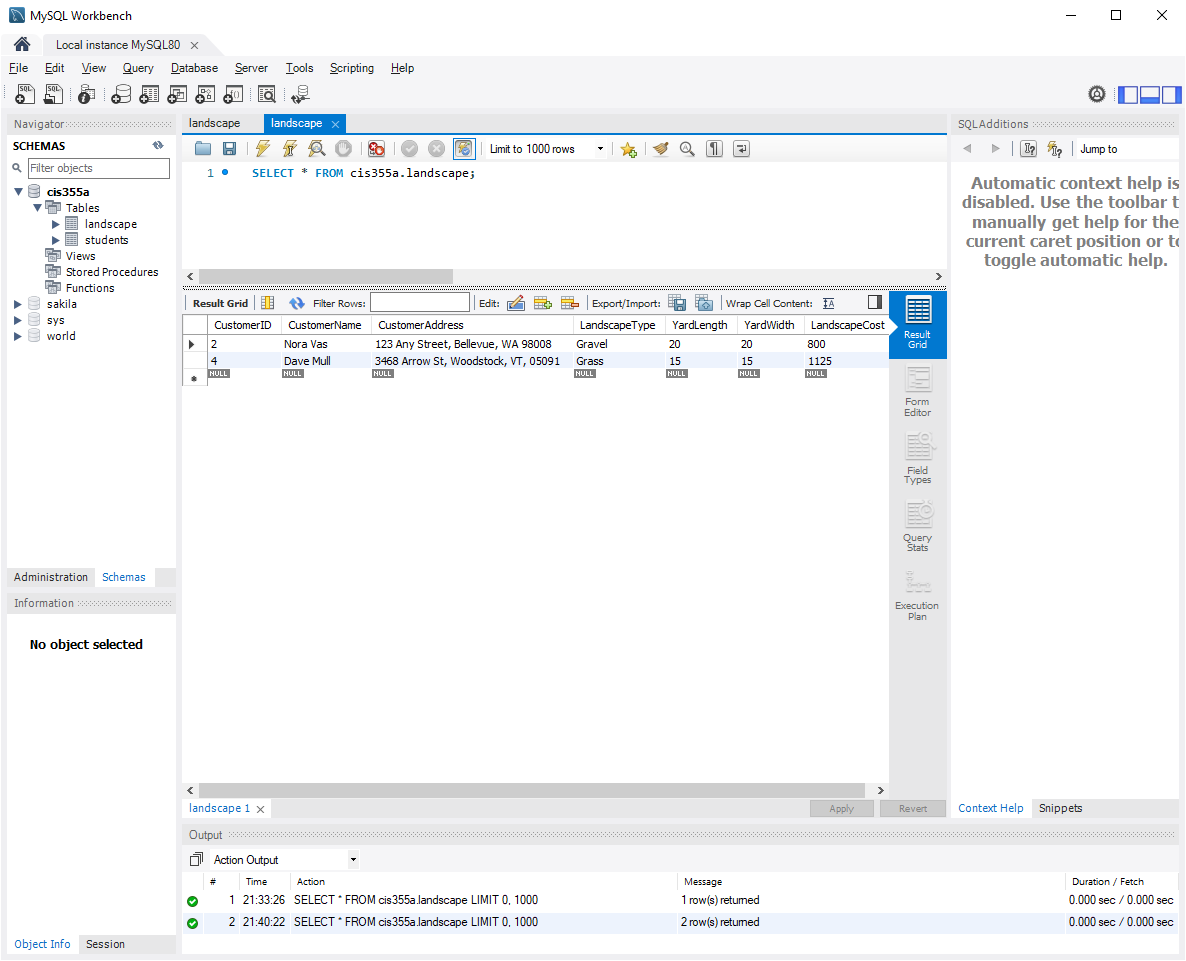 MySQL Workbench
Local instance MySQL80
File Edit View Query Database Server Tools Scripting Help
Navigator
SCHEMAS
Filter objects
cis355a
Tables
landscape
students
Views
Stored Procedures
Functions
sakila
sys
world
Administration Schemas
Information
No object selected
Object Info Session
landscape landscape
Limit to 1000 rows
1 SELECT * FROM cis355a.landscape;
Result Grid Filter Rows: Edit: Export/Import: Wrap Cell Content:
CustomerID CustomerName CustomerAddress LandscapeType YardLength YardWidth LandscapeCost
2 Nora Vas 123 Any Street, Bellevue, WA 98008 Gravel 20 20 800
4 Dave Mull 3468 Arrow St, Woodstock, VT, 05091 Grass 15 15 1125
NULL NULL NULL NULL NULL NULL NULL
Result
Grid
Form
Editor
Field
Types
Query
Stats
Execution
Plan
landscape 1 Apply Revert
SQLAdditions
Jump to
Automatic context help is
disabled. Use the toolbar t
manually get help for the
current caret position or to
toggle automatic help.
Context Help Snippets
Output
Action Output
# Time Action Message Duration / Fetch
1 21:33:26 SELECT * FROM cis355a.landscape LIMIT 0, 1000 1 row(s) returned 0.000 sec / 0.000 sec
2 21:40:22 SELECT * FROM cis355a.landscape LIMIT 0, 1000 2 row(s) returned 0.000 sec / 0.000 sec